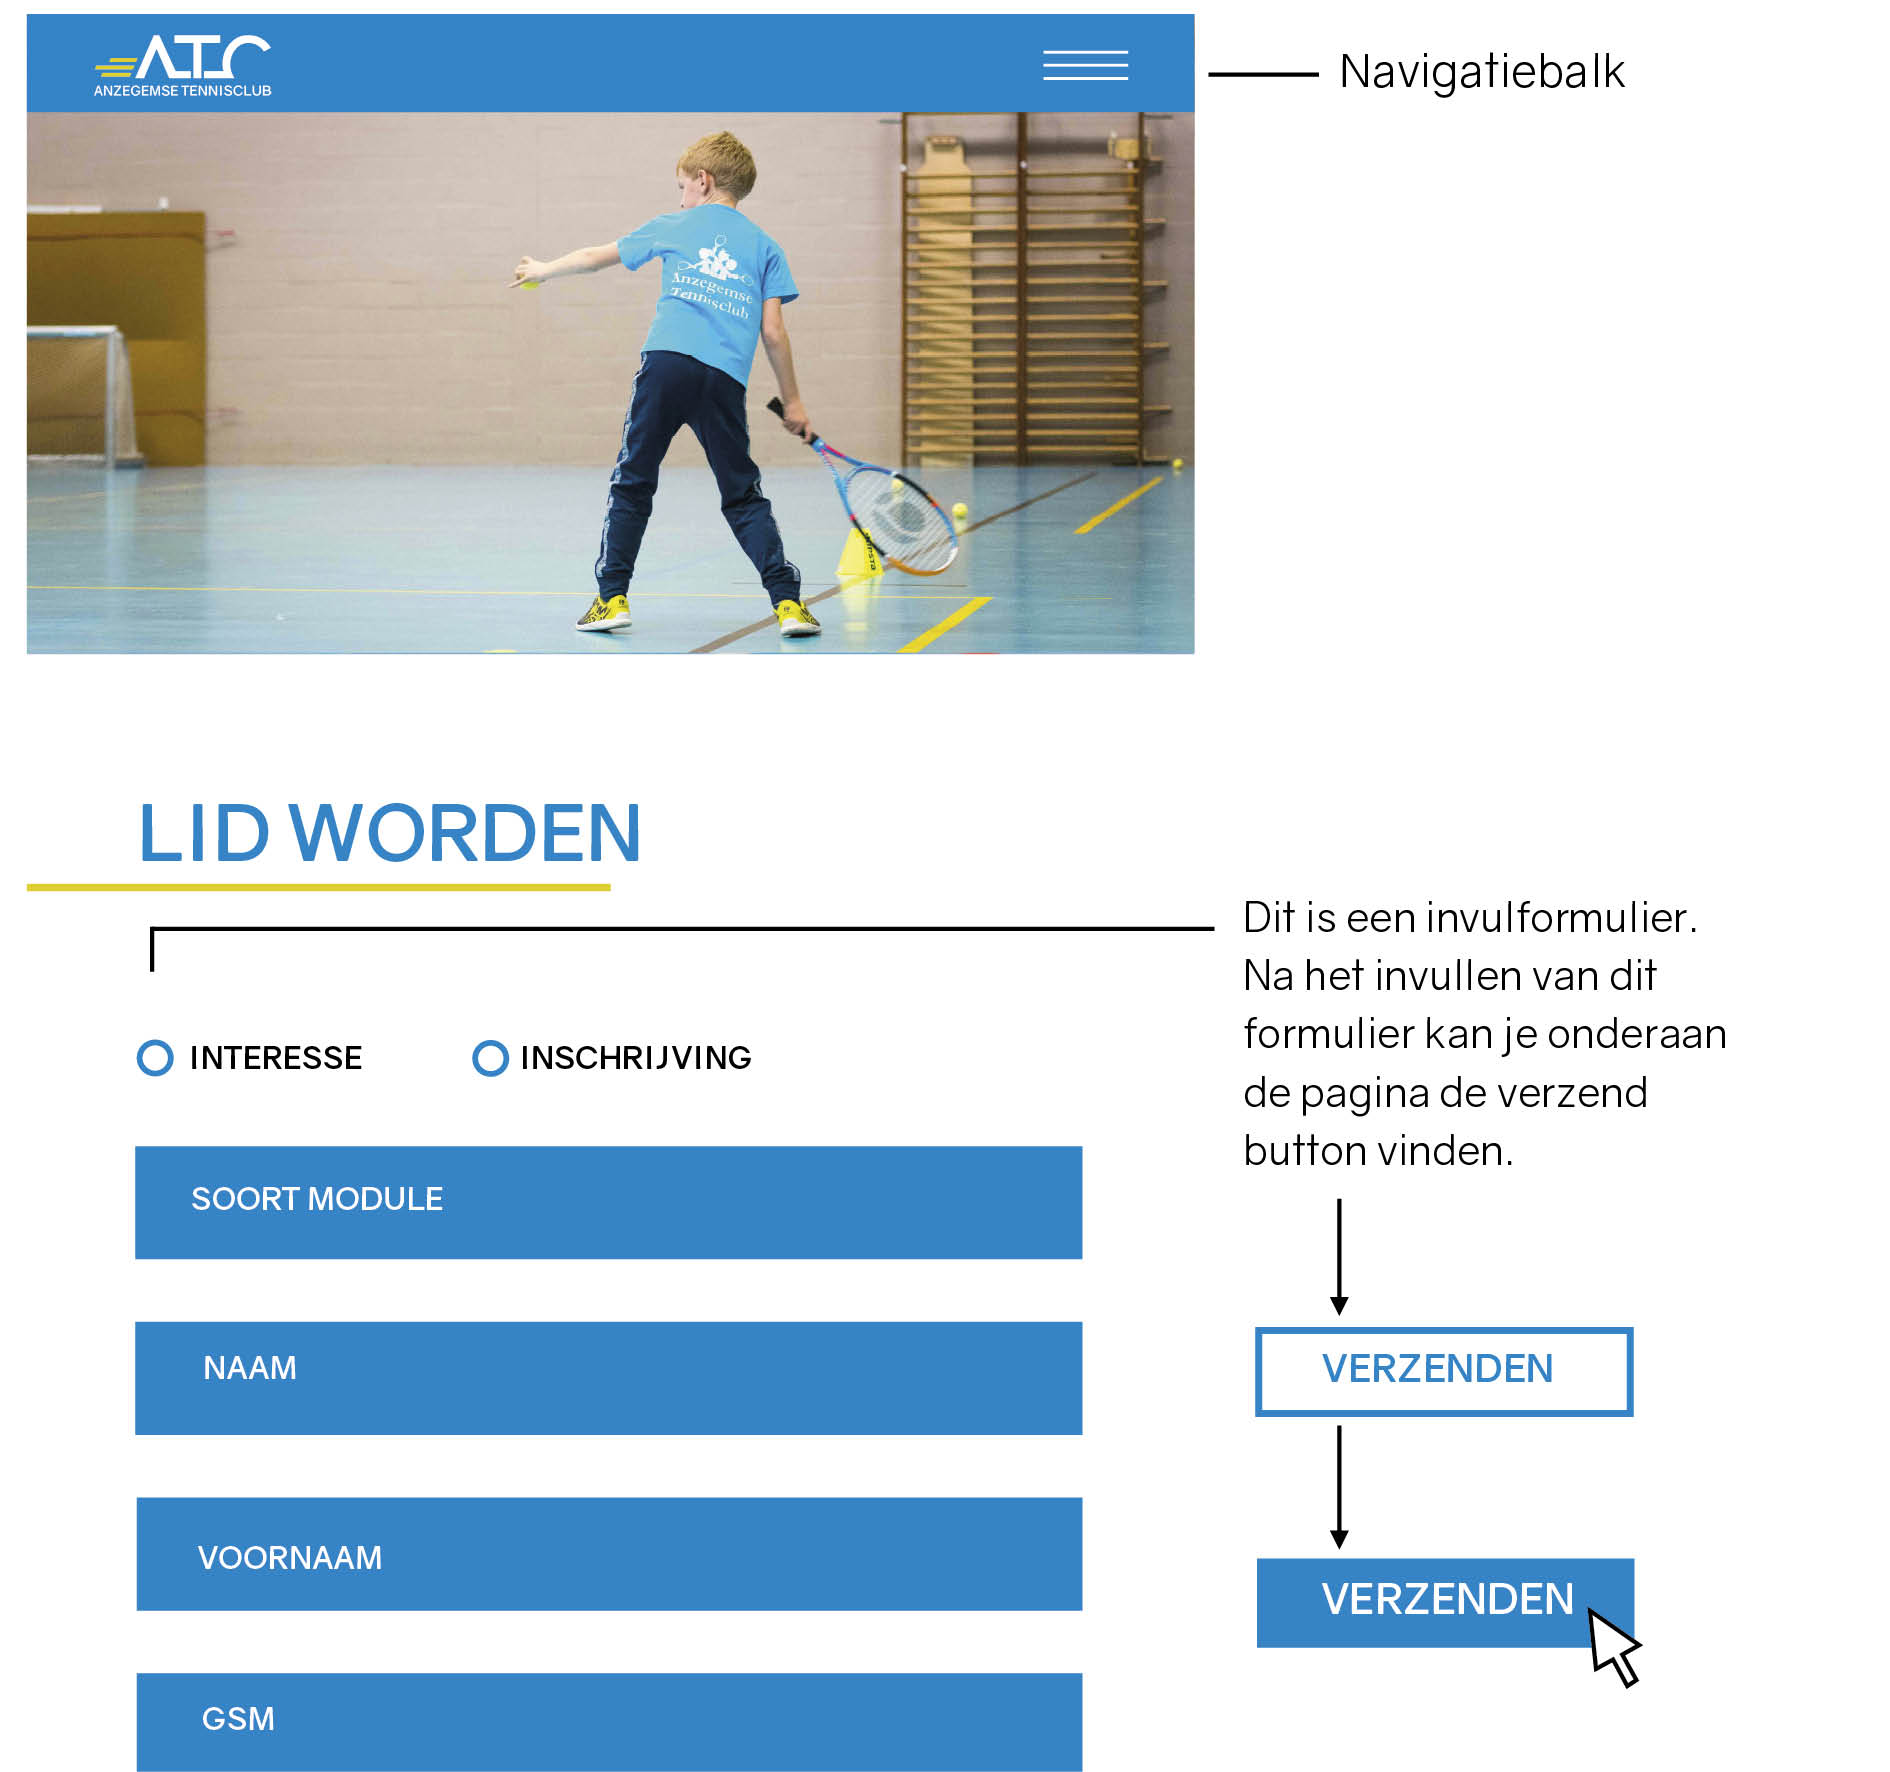 ATC
ANZEGEMSE TENNISCLUB
Navigatiebalk
Anzegemse
Tennisclub
LID WORDEN
Dit is een invulformulier.
Na het invullen van dit
formulier kan je onderaan
de pagina de verzend
button vinden.
INTERESSE
INSCHRIJVING
SOORT MODULE
NAAM
VOORNAAM
GSM
VERZENDEN
VERZENDEN